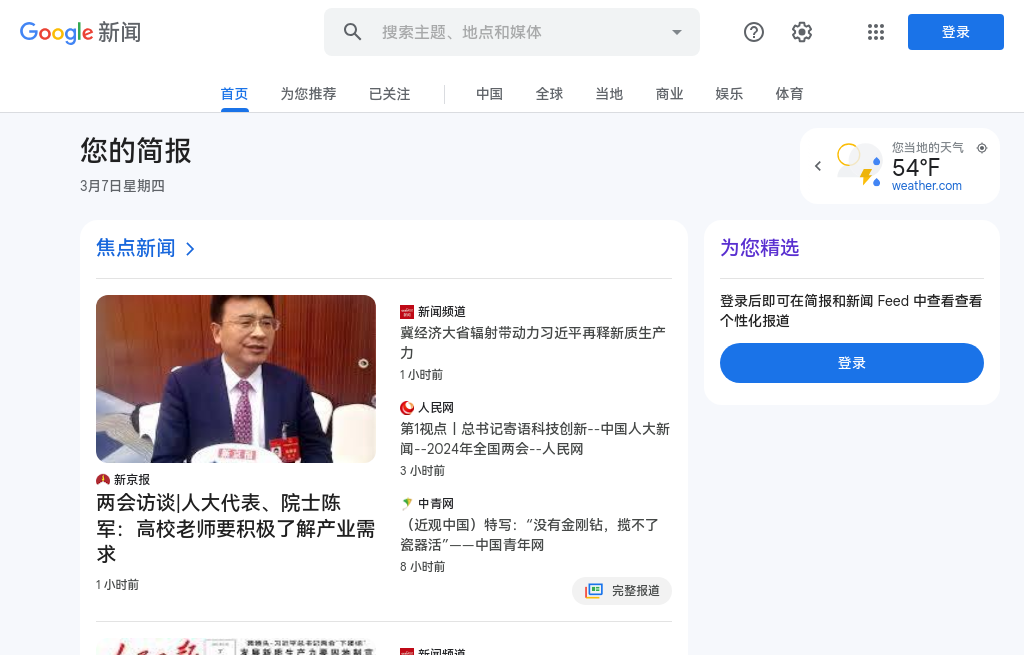 Google 新闻
搜索主题、地点和媒体
登录
首页
为您推荐
已关注
中国
全球
当地
商业
娱乐
体育
您的简报
3月7日星期四
您当地的天气
54°F
weather.com
焦点新闻
新京报
新京报
两会访谈|人大代表、院士陈
军：高校老师要积极了解产业需
求
1 小时前
新闻频道
冀经济大省辐射带动力习近平再释新质生产
力
1 小时前
人民网
第1视点丨总书记寄语科技创新--中国人大新
闻--2024年全国两会--人民网
3 小时前
中青网
（近观中国）特写：“没有金刚钻，揽不了
瓷器活”——中国青年网
8 小时前
完整报道
为您精选
登录后即可在简报和新闻 Feed 中查看查看
个性化报道
登录
新闻频道